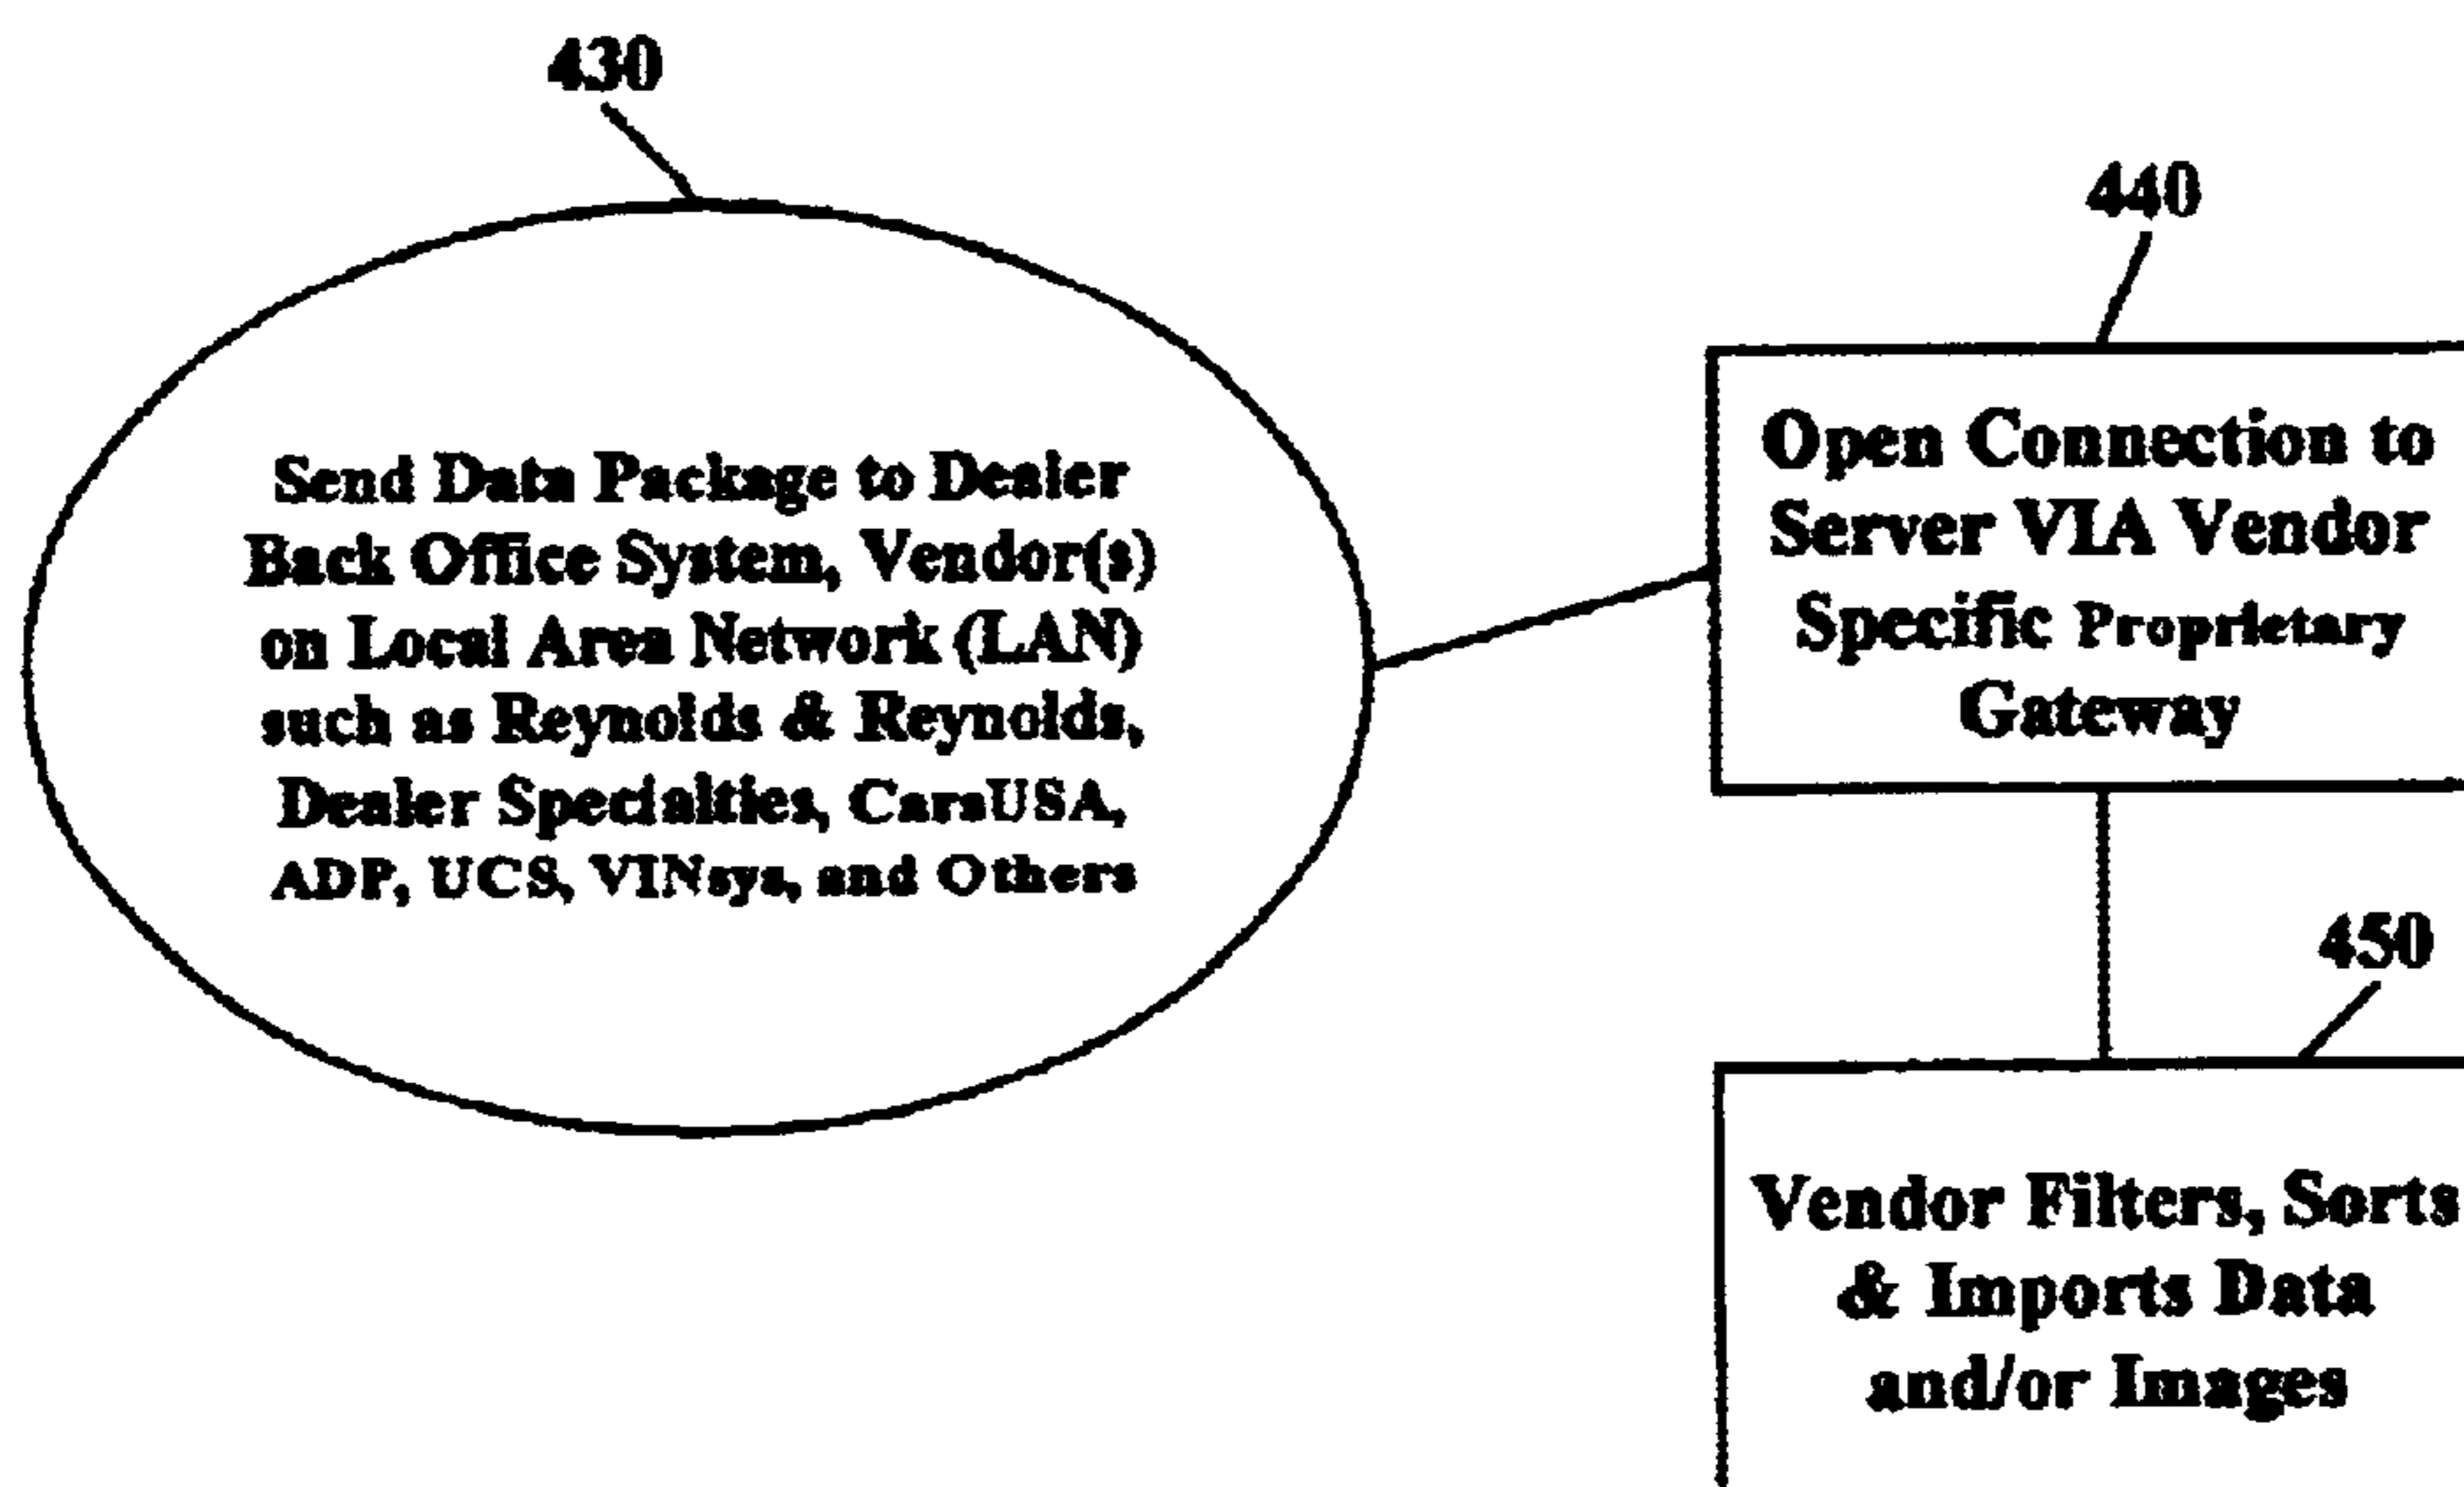 430
Send Data Package to Dealer
Back Office System, Vendor(s)
on Local Area Network (LAN)
such as Reynolds & Reynolds,
Dealer Specialties, CarsUSA,
ADP, UCS, VINsys, and Others
440
Open Connection to
Server VIA Vendor
Specific Proprietary
Gateway
450
Vendor Filters, Sorts
& Imports Data
and/or Images